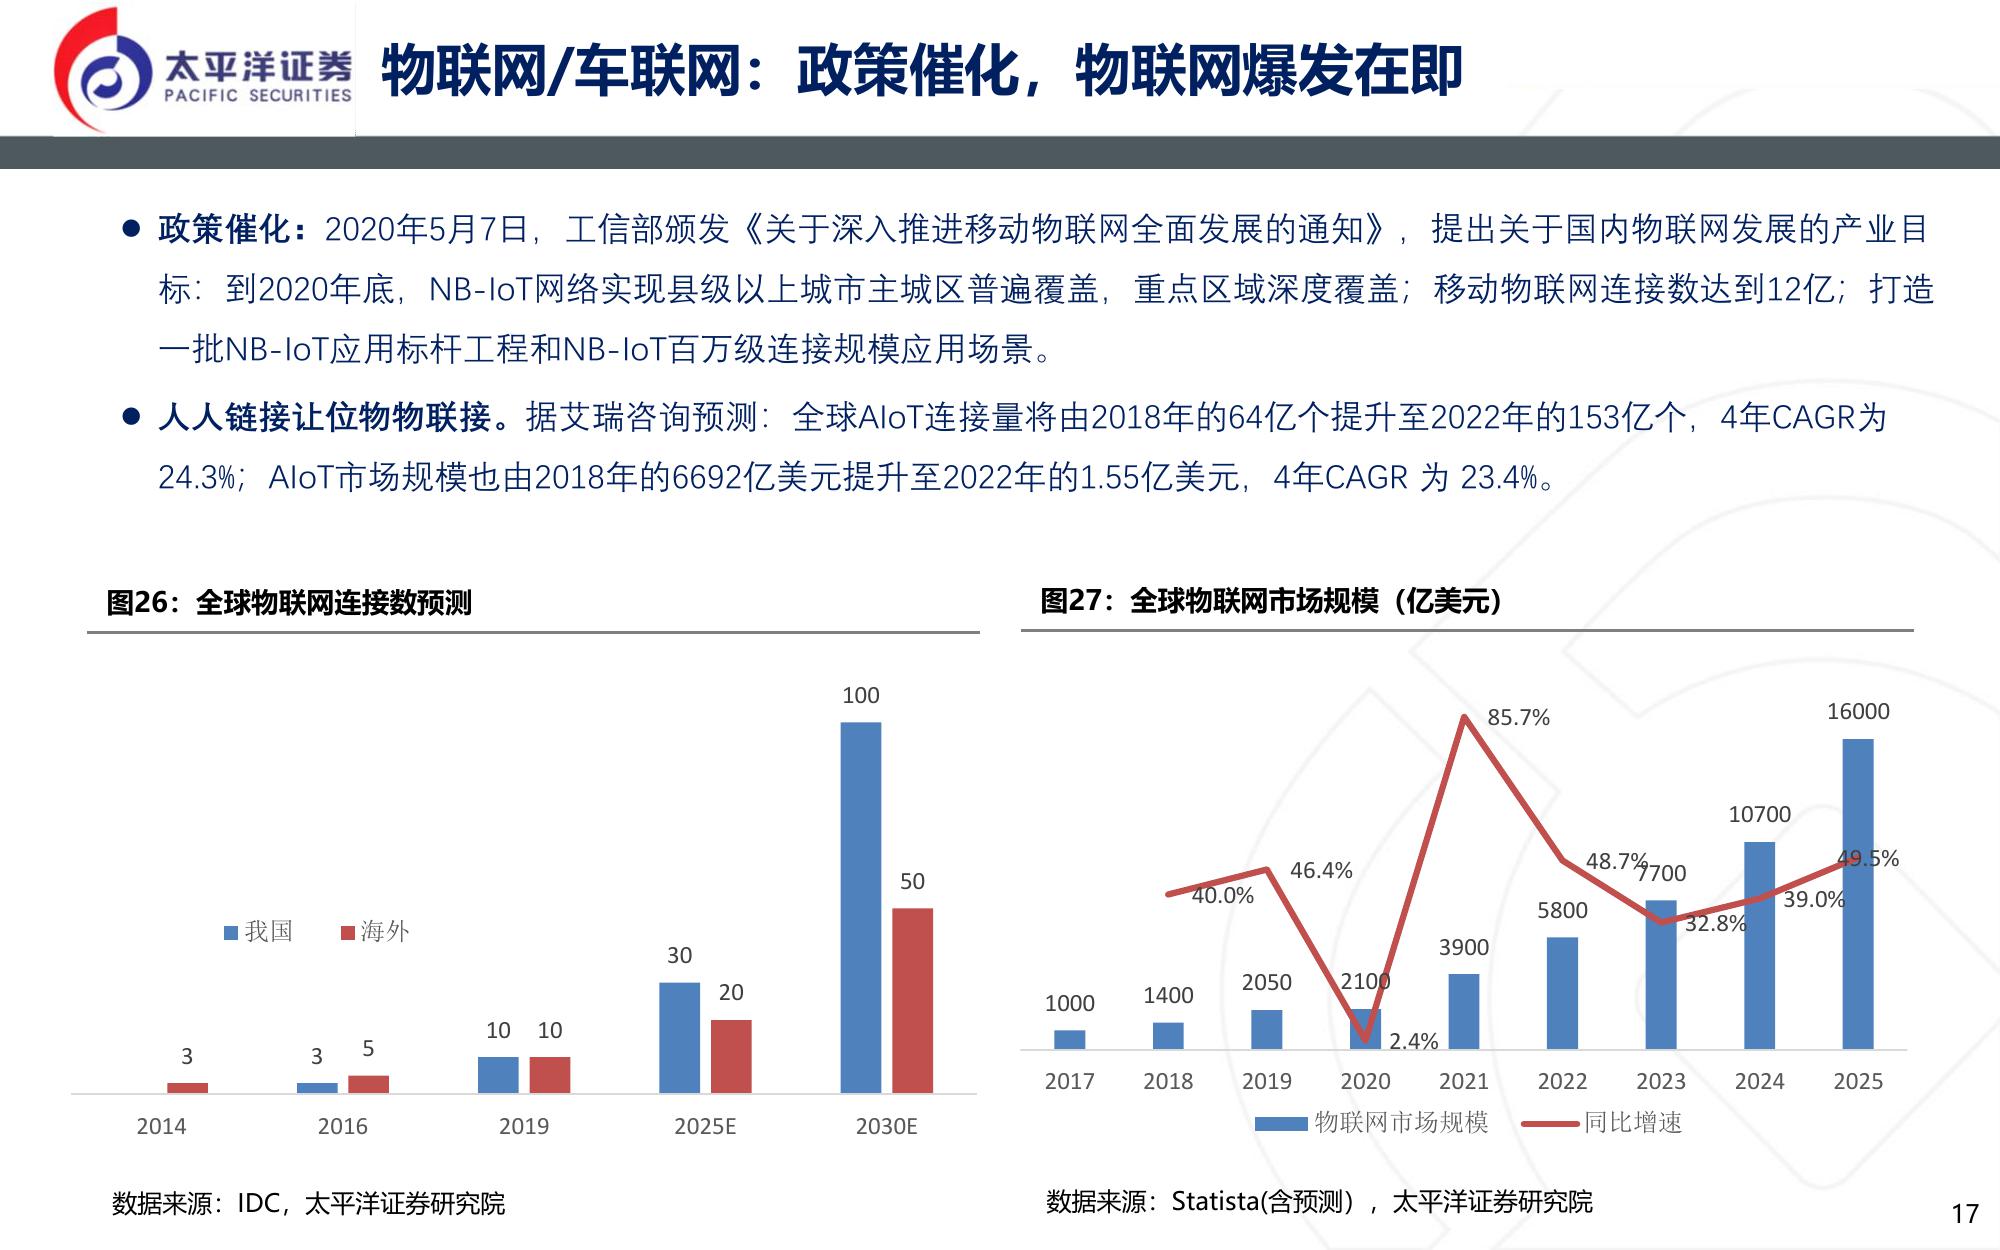 太平洋证券
PACIFIC SECURITIES
物联网/车联网：政策催化，物联网爆发在即
● 政策催化：2020年5月7日，工信部颁发《关于深入推进移动物联网全面发展的通知》，提出关于国内物联网发展的产业目
标：到2020年底，NB-IoT网络实现县级以上城市主城区普遍覆盖，重点区域深度覆盖；移动物联网连接数达到12亿；打造
一批NB-IoT应用标杆工程和NB-IoT百万级连接规模应用场景。
● 人人链接让位物物联接。据艾瑞咨询预测：全球AIoT连接量将由2018年的64亿个提升至2022年的153亿个，4年CAGR为
24.3%；AIoT市场规模也由2018年的6692亿美元提升至2022年的1.55亿美元，4年CAGR 为 23.4%。
图26：全球物联网连接数预测
100
50
我国 海外
30
20
10 10
3 5
3
2014 2016 2019 2025E 2030E
数据来源：IDC，太平洋证券研究院
图27：全球物联网市场规模（亿美元）
85.7%
16000
10700
49.5%
48.7%
7700
46.4%
40.0%
39.0%
5800
32.8%
3900
2050 2100
1000 1400
2.4%
2017 2018 2019 2020 2021 2022 2023 2024 2025
物联网市场规模 同比增速
数据来源：Statista(含预测），太平洋证券研究院
17